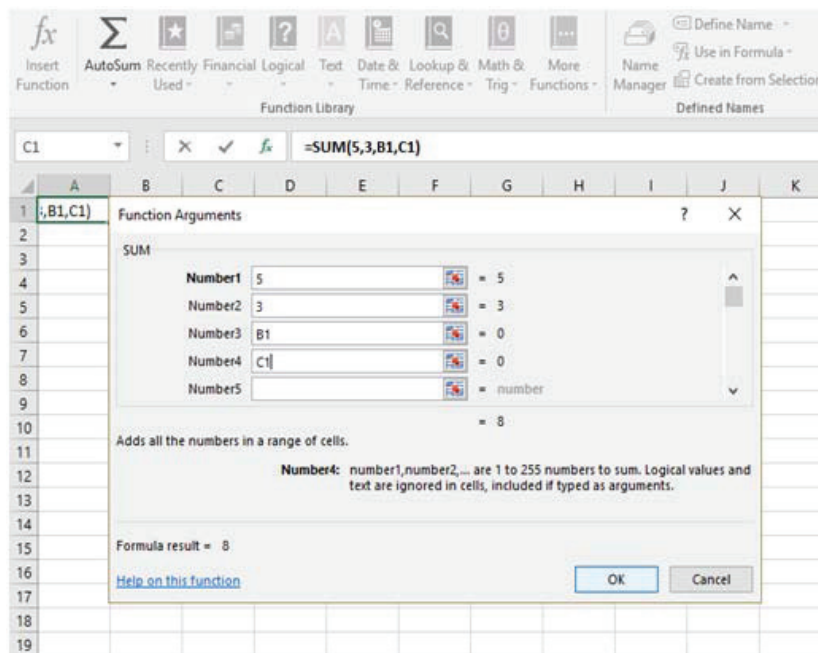 fx
Insert Function
AutoSum
Recently Used
Financial
Logical
Text
Date & Time
Lookup & Reference
Math & Trig
More Functions
Function Library
Name Manager
Define Name
Use in Formula
Create from Selection
Defined Names
C1
fx
=SUM(5,3,B1,C1)
A B C D E F G H I J K
1 ,B1,C1)
2
3
4
5
6
7
8
9
10
11
12
13
14
15
16
17
18
19
Function Arguments ? X
SUM
Number1 5 = 5
Number2 3 = 3
Number3 B1 = 0
Number4 C1 = 0
Number5 = number
= 8
Adds all the numbers in a range of cells.
Number4: number1,number2,... are 1 to 255 numbers to sum. Logical values and
text are ignored in cells, included if typed as arguments.
Formula result = 8
Help on this function
OK Cancel